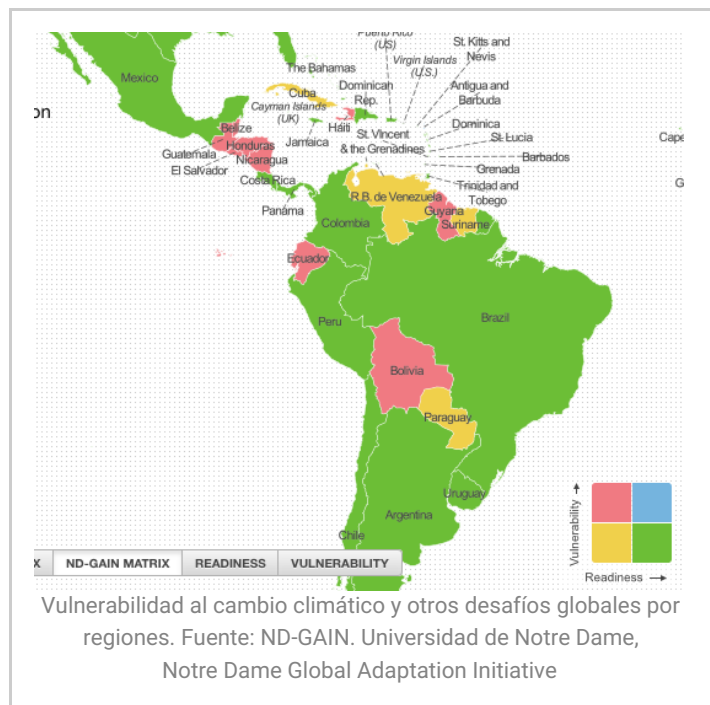 Puerto Rico
(US)
St. Kitts and
Nevis
Virgin Islands
(U.S.)
Mexico
The Bahamas
Antigua and
Barbuda
Cuba
Dominican
Rep.
Cayman Islands
(UK)
on
Dominica
Belize
Haiti
St. Vincent
& the Grenadines
St. Lucia
Jamaica
Honduras
Guatemala
Nicaragua
Barbados
El Salvador
Grenada
Costa Rica
Trinidad and
Tobego
Panáma
R.B. de Venezuela
Guyana
Suriname
Colombia
Ecuador
Peru
Brazil
Bolivia
Paraguay
Uruguay
Argentina
Chile
Cape
G
Vulnerability
Readiness
X
ND-GAIN MATRIX
READINESS
VULNERABILITY
Vulnerabilidad al cambio climático y otros desafíos globales por
regiones. Fuente: ND-GAIN. Universidad de Notre Dame,
Notre Dame Global Adaptation Initiative